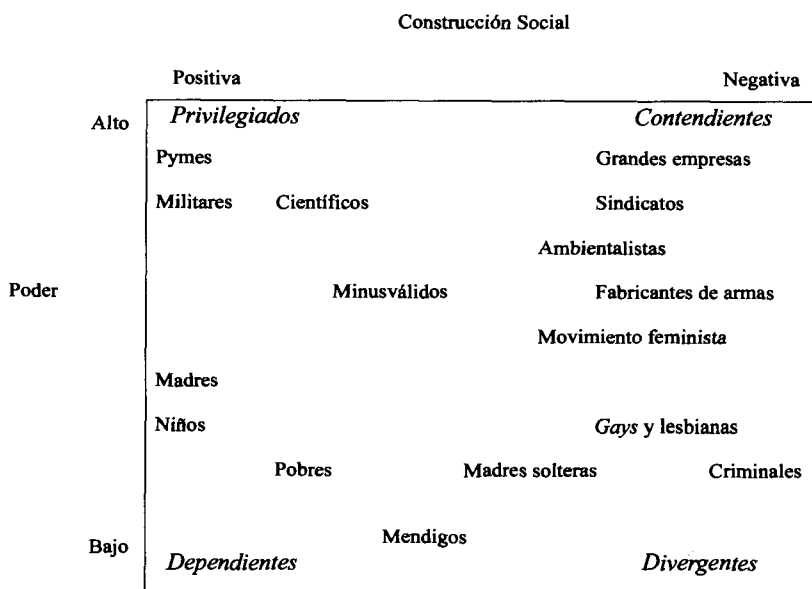 Construcción Social
Positiva Negativa
Alto Privilegiados Contendientes
Pymes Grandes empresas
Militares Científicos Sindicatos
Ambientalistas
Poder Minusválidos Fabricantes de armas
Movimiento feminista
Madres
Niños Gays y lesbianas
Pobres Madres solteras Criminales
Mendigos
Bajo
Dependientes Divergentes